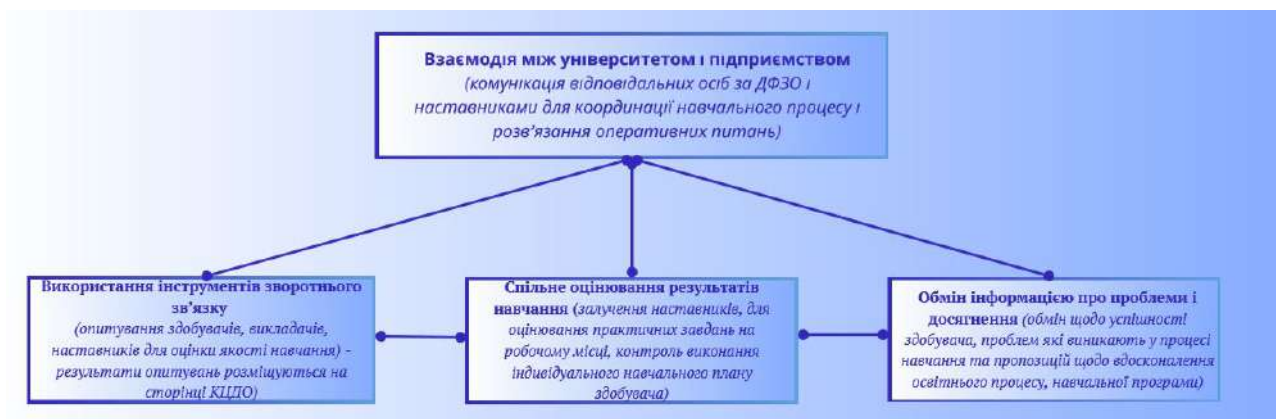 Взаємодія між університетом і підприємством
(комунікація відповідальних осіб за ДФЗО і
наставниками для координації навчального процесу і
розв’язання оперативних питань)
Використання інструментів зворотнього
зв’язку
(опитування здобувачів, викладачів,
наставників для оцінки якості навчання) -
результати опитувань розміщуються на
сторінці КЦДО)
Спільне оцінювання результатів
навчання (залучення наставників, для
оцінювання практичних завдань на
робочому місці, контроль виконання
індивідуального навчального плану
здобувача)
Обмін інформацією про проблеми і
досягнення (обмін щодо успішності
здобувача, проблем які виникають у процесі
навчання та пропозицій щодо вдосконалення
освітнього процесу, навчальної програми)